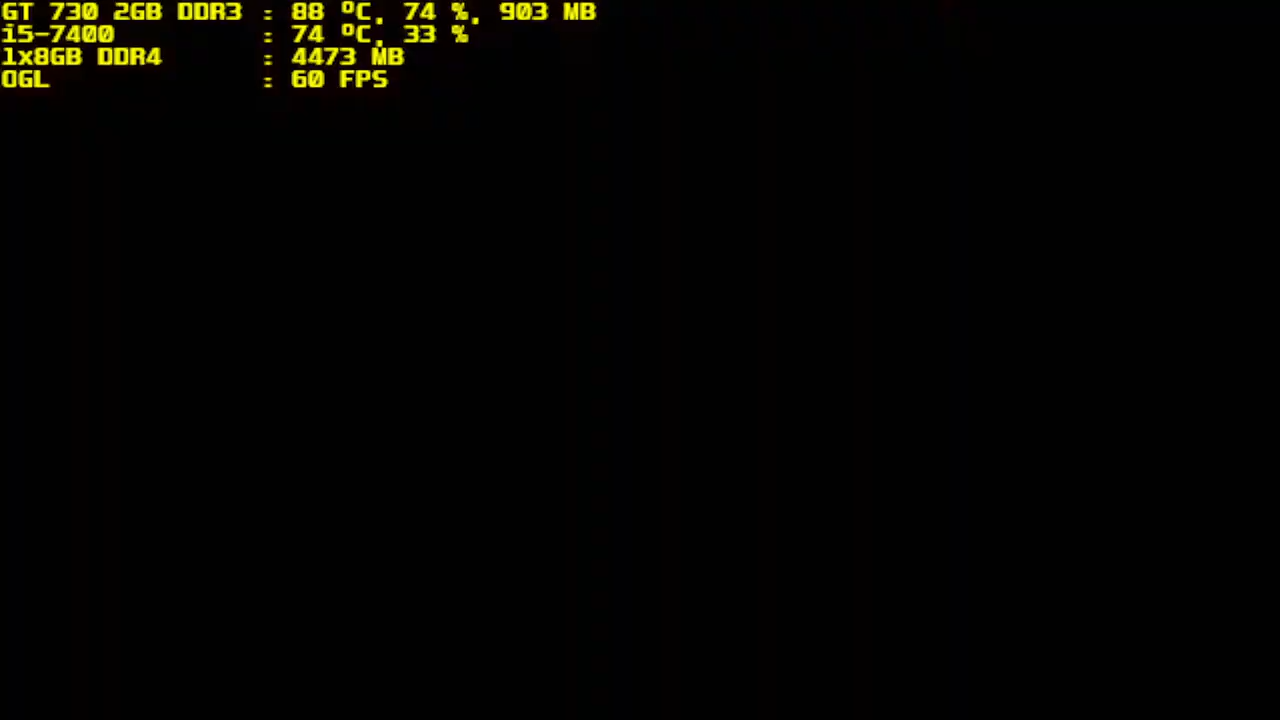 GT 730 2GB DDR3 : 88 ºC, 74 %, 903 MB
i5-7400 : 74 ºC, 33 %
1x8GB DDR4 : 4473 MB
OGL : 60 FPS